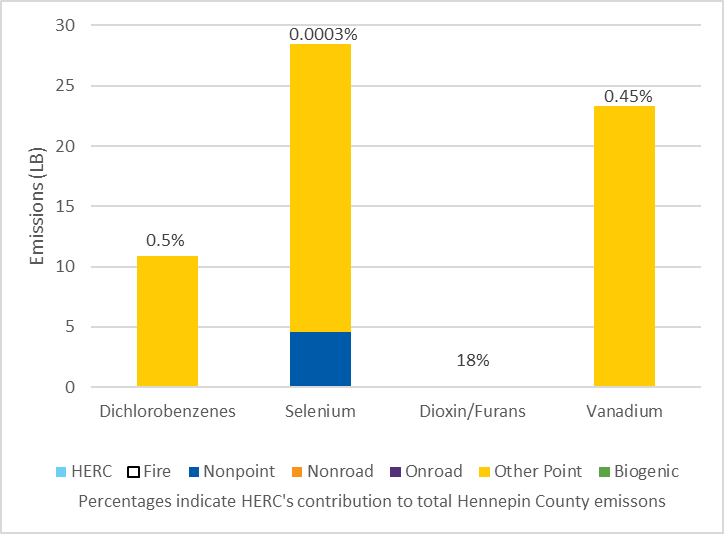 30
0.0003%
25
0.45%
20
Emissions (LB)
15
0.5%
10
5
18%
0
Dichlorobenzenes Selenium Dioxin/Furans Vanadium
HERC Fire Nonpoint Nonroad Onroad Other Point Biogenic
Percentages indicate HERC's contribution to total Hennepin County emissons